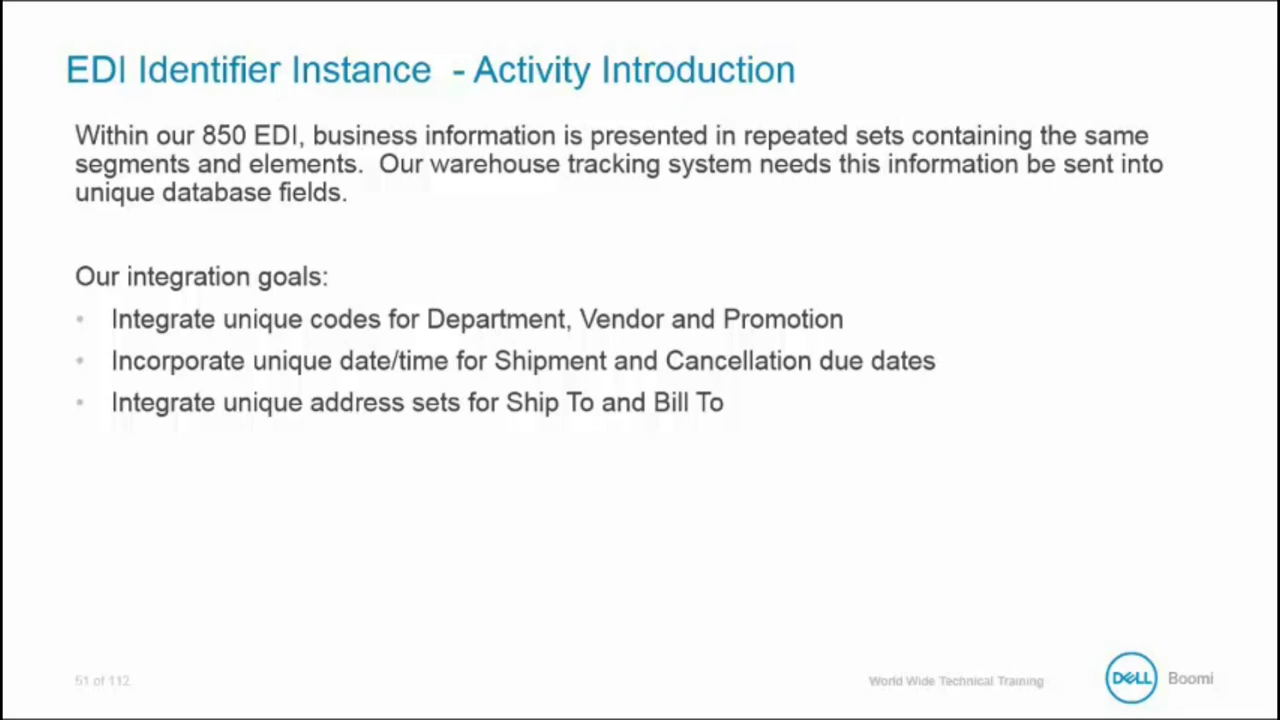 EDI Identifier Instance - Activity Introduction
Within our 850 EDI, business information is presented in repeated sets containing the same
segments and elements. Our warehouse tracking system needs this information be sent into
unique database fields.
Our integration goals:
• Integrate unique codes for Department, Vendor and Promotion
• Incorporate unique date/time for Shipment and Cancellation due dates
• Integrate unique address sets for Ship To and Bill To
51 of 112
World Wide Technical Training
DELL Boomi